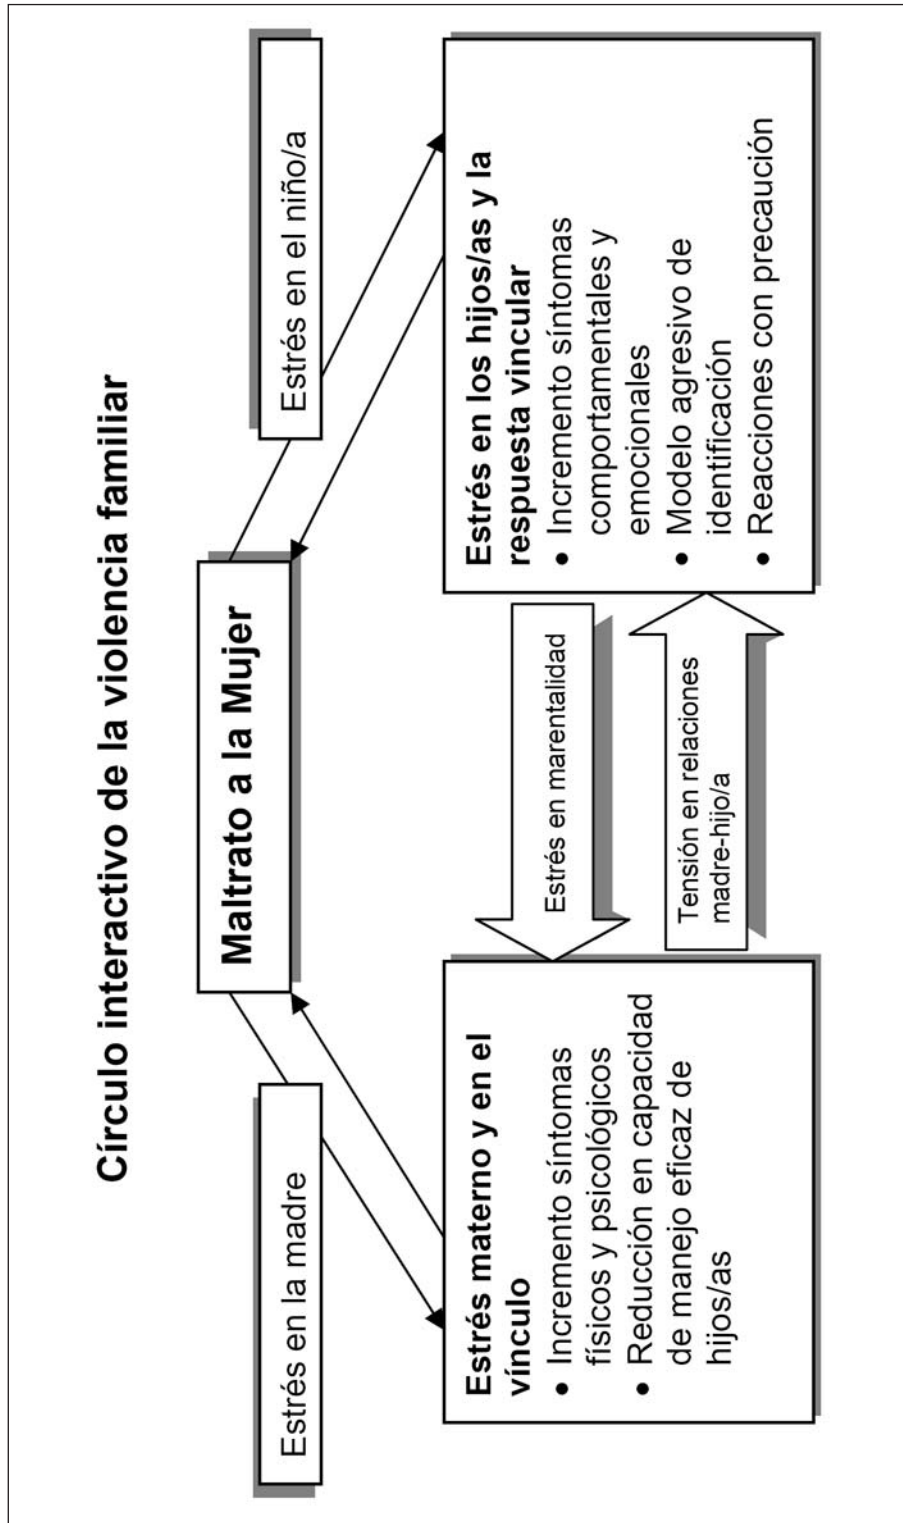 Círculo interactivo de la violencia familiar
Maltrato a la Mujer
Estrés en la madre
Estrés en el niño/a
Estrés materno y en el
vínculo
• Incremento síntomas
físicos y psicológicos
• Reducción en capacidad
de manejo eficaz de
hijos/as
Estrés en marentalidad
Tensión en relaciones
madre-hijo/a
Estrés en los hijos/as y la
respuesta vincular
• Incremento síntomas
comportamentales y
emocionales
• Modelo agresivo de
identificación
• Reacciones con precaución